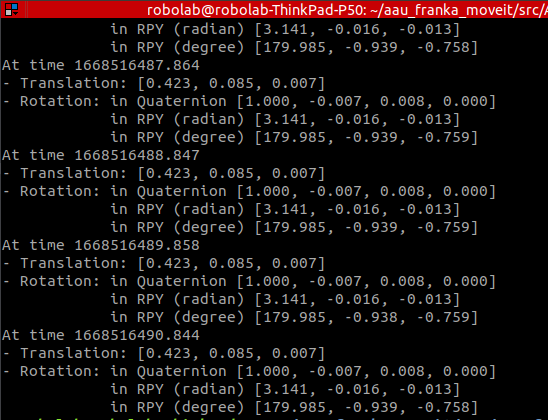 robolab@robolab-ThinkPad-P50: ~/aau_franka_moveit/src/
in RPY (radian) [3.141, -0.016, -0.013]
in RPY (degree) [179.985, -0.939, -0.758]
At time 1668516487.864
- Translation: [0.423, 0.085, 0.007]
- Rotation: in Quaternion [1.000, -0.007, 0.008, 0.000]
in RPY (radian) [3.141, -0.016, -0.013]
in RPY (degree) [179.985, -0.939, -0.758]
At time 1668516488.847
- Translation: [0.423, 0.085, 0.007]
- Rotation: in Quaternion [1.000, -0.007, 0.008, 0.000]
in RPY (radian) [3.141, -0.016, -0.013]
in RPY (degree) [179.985, -0.939, -0.759]
At time 1668516489.858
- Translation: [0.423, 0.085, 0.007]
- Rotation: in Quaternion [1.000, -0.007, 0.008, 0.000]
in RPY (radian) [3.141, -0.016, -0.013]
in RPY (degree) [179.985, -0.938, -0.759]
At time 1668516490.844
- Translation: [0.423, 0.085, 0.007]
- Rotation: in Quaternion [1.000, -0.007, 0.008, 0.000]
in RPY (radian) [3.141, -0.016, -0.013]
in RPY (degree) [179.985, -0.938, -0.759]